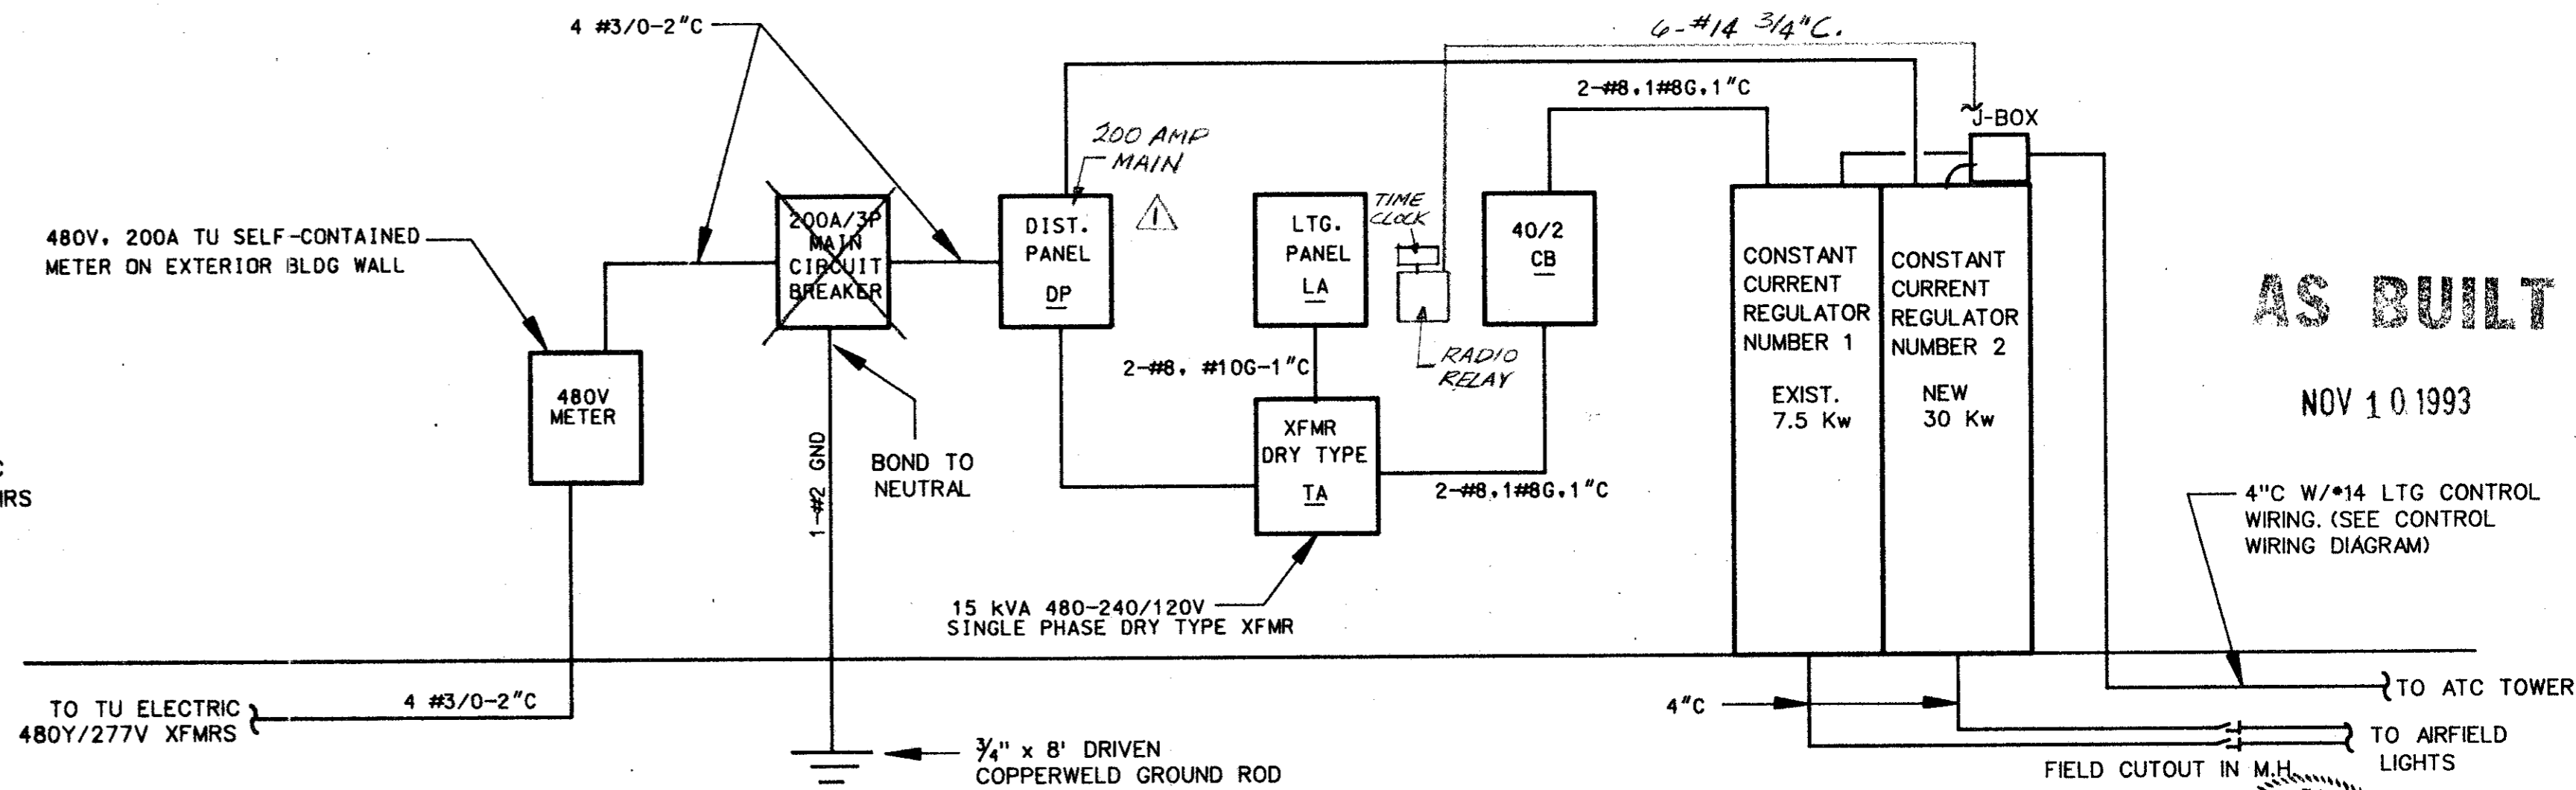 4 #3/0-2"C
6-#14 3/4"C.
2-#8,1#8G,1"C
J-BOX
200 AMP
MAIN
1
480V, 200A TU SELF-CONTAINED
METER ON EXTERIOR BLDG WALL
200A/3P
MAIN
CIRCUIT
BREAKER
DIST.
PANEL
DP
LTG.
PANEL
LA
TIME
CLOCK
RADIO
RELAY
40/2
CB
CONSTANT
CURRENT
REGULATOR
NUMBER 1
EXIST.
7.5 Kw
CONSTANT
CURRENT
REGULATOR
NUMBER 2
NEW
30 Kw
AS BUILT
NOV 10 1993
480V
METER
C
MRS
1-#2 GND
BOND TO
NEUTRAL
2-#8, #10G-1"C
XFMR
DRY TYPE
TA
2-#8,1#8G,1"C
4"C W/#14 LTG CONTROL
WIRING. (SEE CONTROL
WIRING DIAGRAM)
15 kVA 480-240/120V
SINGLE PHASE DRY TYPE XFMR
TO TU ELECTRIC
480Y/277V XFMRS
4 #3/0-2"C
3/4" x 8' DRIVEN
COPPERWELD GROUND ROD
4"C
TO ATC TOWER
TO AIRFIELD
LIGHTS
FIELD CUTOUT IN M.H.